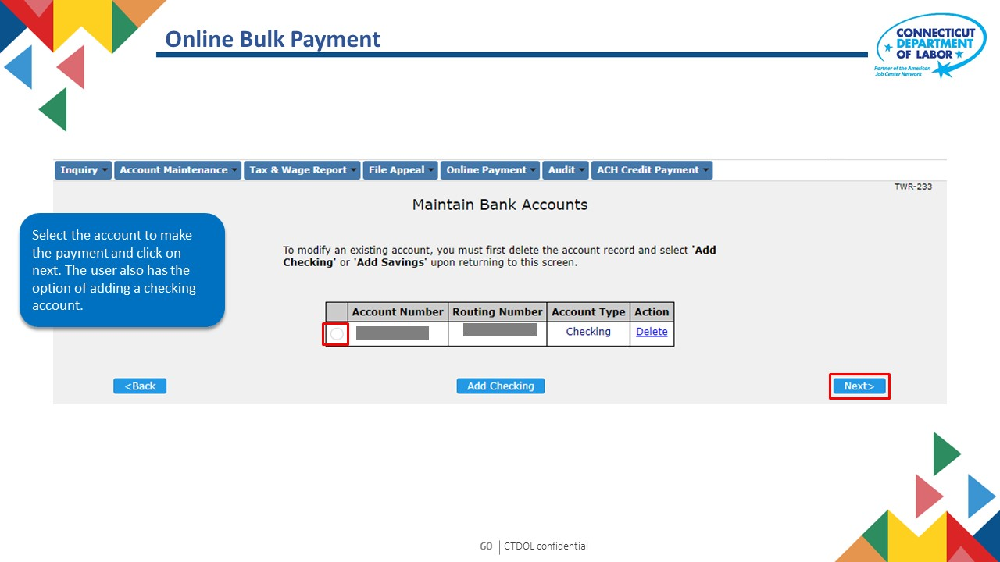 Online Bulk Payment
CONNECTICUT
DEPARTMENT
OF LABOR
Partner of the American
Job Center Network
Inquiry Account Maintenance Tax & Wage Report File Appeal Online Payment Audit ACH Credit Payment
TWR-233
Maintain Bank Accounts
Select the account to make
the payment and click on
next. The user also has the
option of adding a checking
account.
To modify an existing account, you must first delete the account record and select 'Add
Checking' or 'Add Savings' upon returning to this screen.
Account Number Routing Number Account Type Action
Checking Delete
<Back Add Checking Next>
60 CTDOL confidential